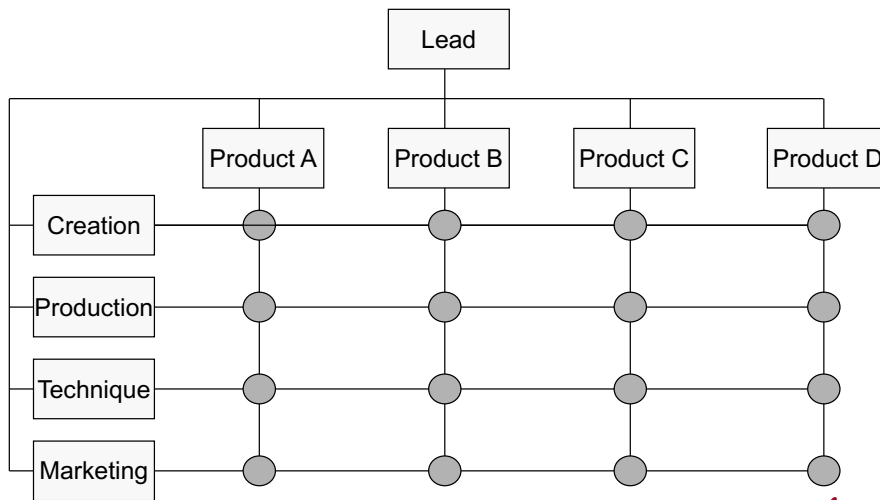 Lead
Product A
Product B
Product C
Product D
Creation
Production
Technique
Marketing